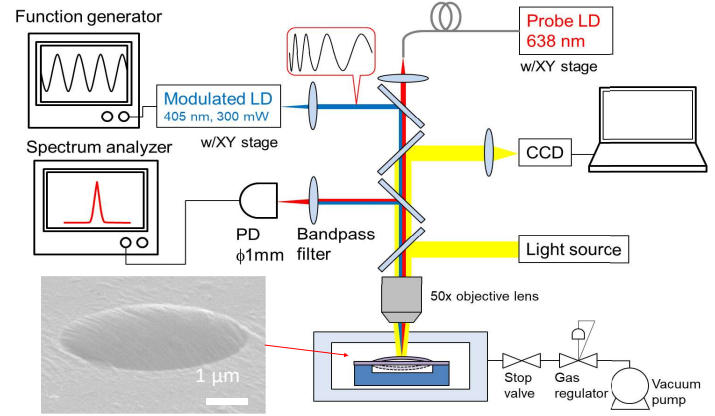 Function generator
Probe LD
638 nm
w/XY stage
Modulated LD
405 nm, 300 mW
w/XY stage
Spectrum analyzer
CCD
PD
ϕ1mm
Bandpass
filter
Light source
50x objective lens
1 μm
Stop
valve
Gas
regulator
Vacuum
pump